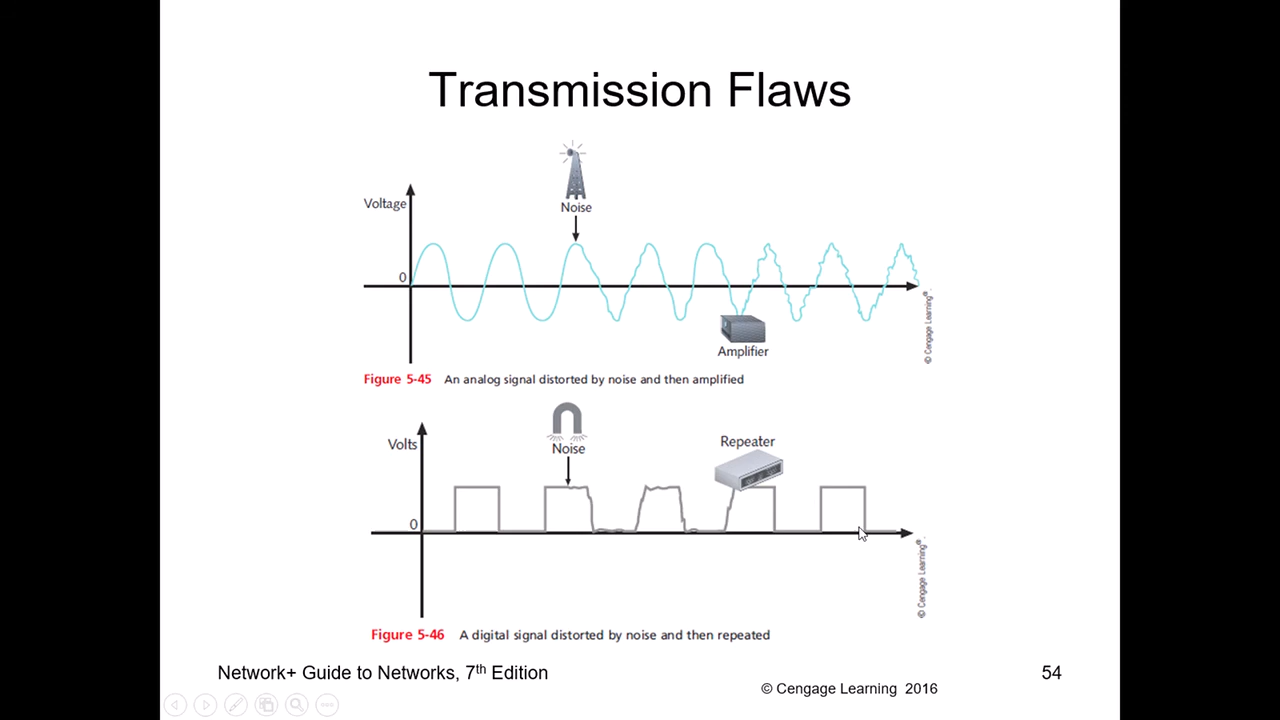 Transmission Flaws
Noise
Voltage
0
Amplifier
© Cengage Learning®.
Figure 5-45 An analog signal distorted by noise and then amplified
Noise
Volts
Repeater
0
© Cengage Learning®.
Figure 5-46 A digital signal distorted by noise and then repeated
Network+ Guide to Networks, 7th Edition
54
© Cengage Learning 2016